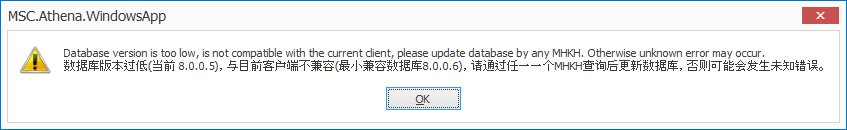 MSC.Athena.WindowsApp
Database version is too low, is not compatible with the current client, please update database by any MHKH. Otherwise unknown error may occur.
数据库版本过低(当前 8.0.0.5), 与目前客户端不兼容(最小兼容数据库8.0.0.6), 请通过任一一个MHKH查询后更新数据库, 否则可能会发生未知错误。
OK